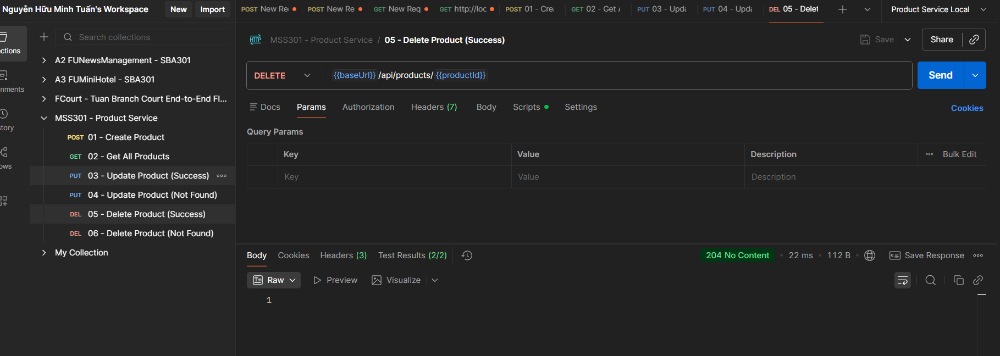 Nguyễn Hữu Minh Tuấn's Workspace
New
Import
POST New Re
POST New Re
GET New Req
GET http://loc
POST 01 - Cre
GET 02 - Get
PUT 03 - Upda
PUT 04 - Upda
DEL 05 - Delet
Product Service Local
ctions
nments
story
ows
Search collections
A2 FUNewsManagement - SBA301
A3 FUMiniHotel - SBA301
FCourt - Tuan Branch Court End-to-End Fl...
MSS301 - Product Service
POST 01 - Create Product
GET 02 - Get All Products
PUT 03 - Update Product (Success)
PUT 04 - Update Product (Not Found)
DEL 05 - Delete Product (Success)
DEL 06 - Delete Product (Not Found)
My Collection
HTTP MSS301 - Product Service / 05 - Delete Product (Success)
Save
Share
DELETE
{{baseUrl}} /api/products/ {{productId}}
Send
Docs
Params
Authorization
Headers (7)
Body
Scripts
Settings
Cookies
Query Params
Key
Value
Description
Bulk Edit
Key
Value
Description
Body
Cookies
Headers (3)
Test Results (2/2)
204 No Content
22 ms
112 B
e.g. Save Response
Raw
Preview
Visualize
1